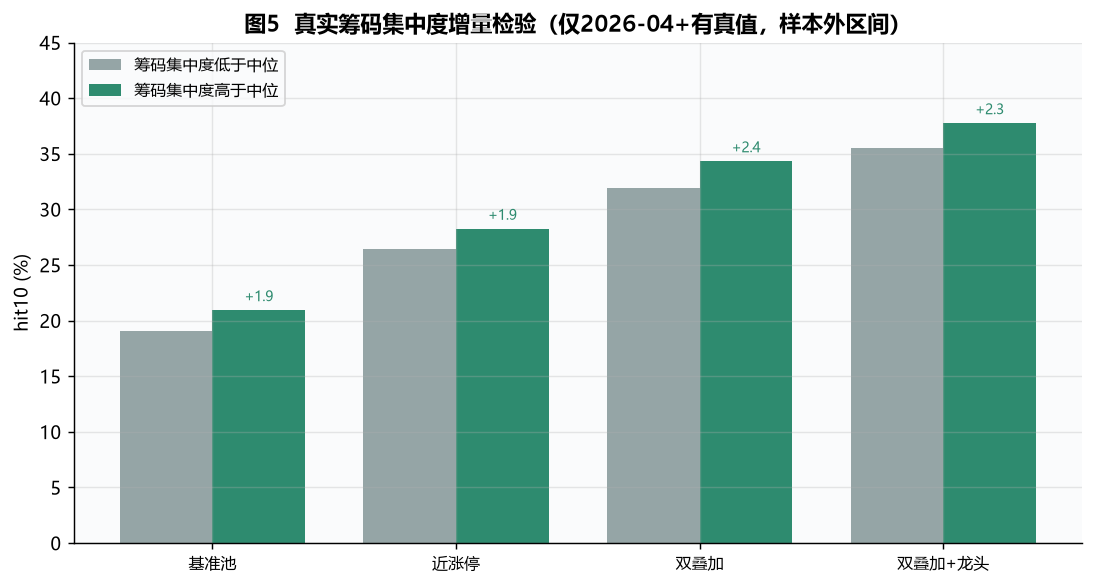 图5 真实筹码集中度增量检验（仅2026-04+有真值，样本外区间）
筹码集中度低于中位
筹码集中度高于中位
hit10 (%)
45
40
35
30
25
20
15
10
5
0
+1.9
+1.9
+2.4
+2.3
基准池
近涨停
双叠加
双叠加+龙头